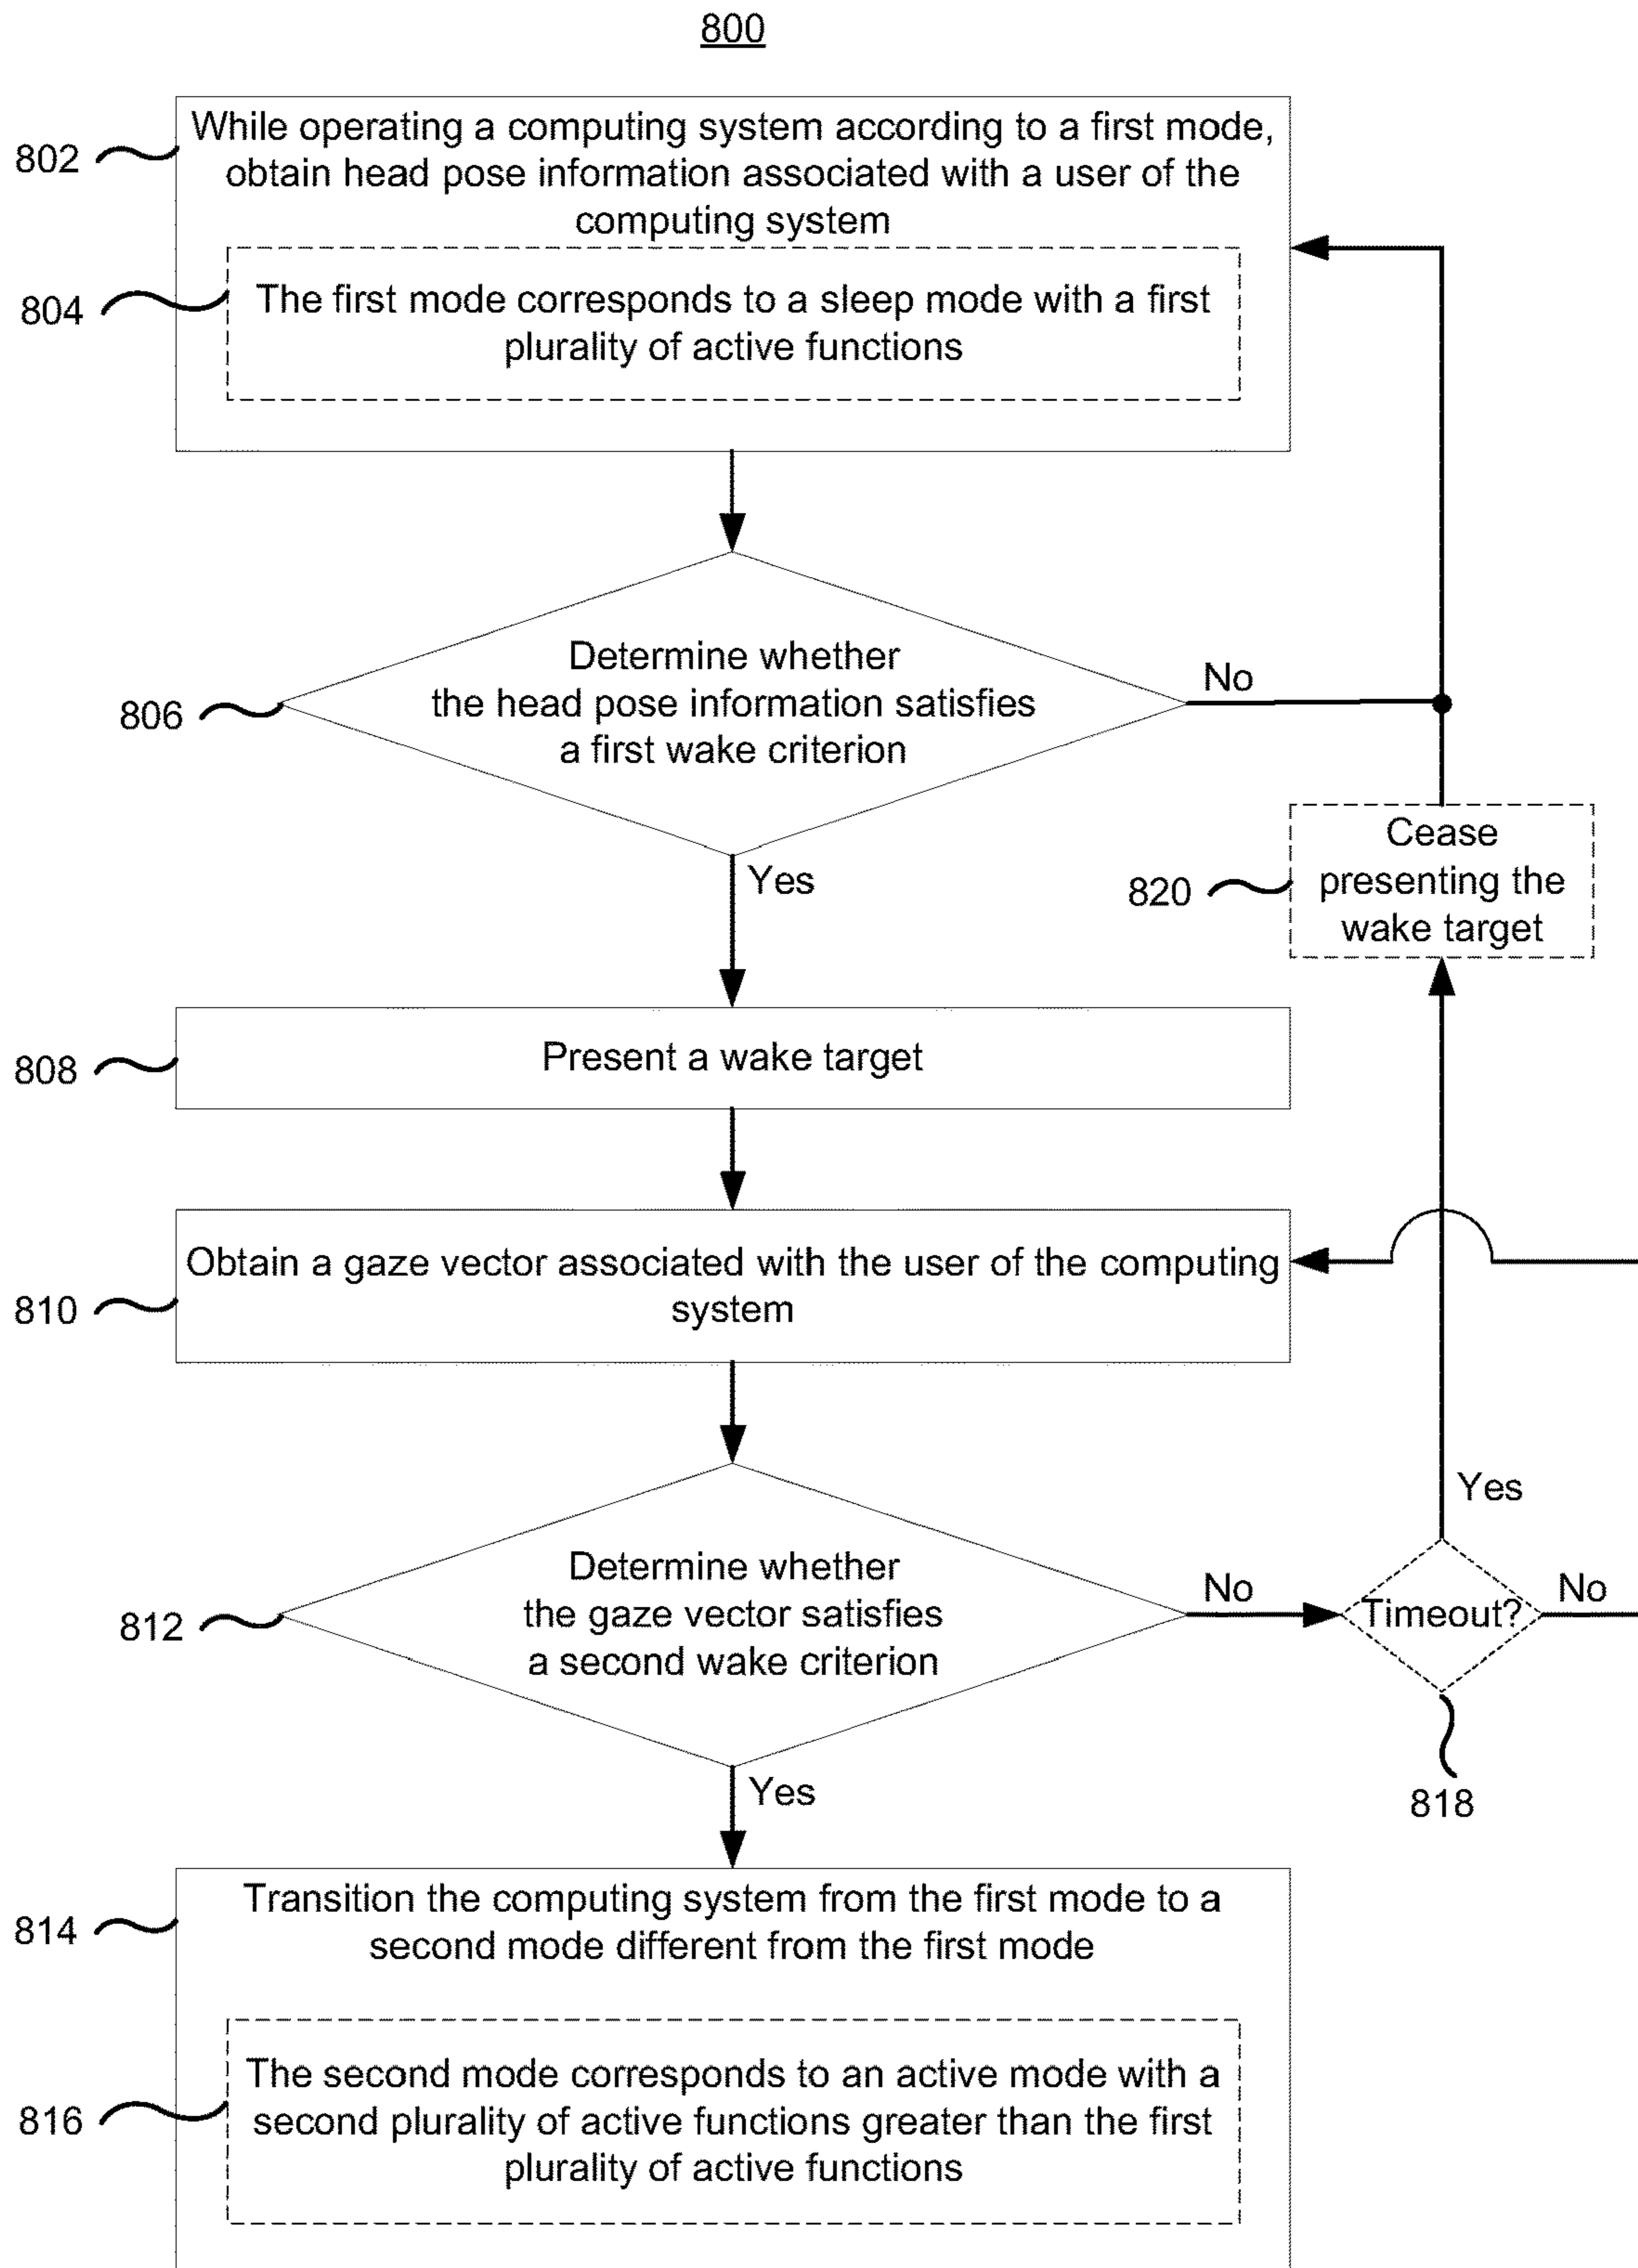 800
802
While operating a computing system according to a first mode,
obtain head pose information associated with a user of the
computing system
804
The first mode corresponds to a sleep mode with a first
plurality of active functions
806
Determine whether
the head pose information satisfies
a first wake criterion
No
Yes
820
Cease
presenting the
wake target
808
Present a wake target
810
Obtain a gaze vector associated with the user of the computing
system
812
Determine whether
the gaze vector satisfies
a second wake criterion
No
Timeout?
Yes
No
818
Yes
814
Transition the computing system from the first mode to a
second mode different from the first mode
816
The second mode corresponds to an active mode with a
second plurality of active functions greater than the first
plurality of active functions